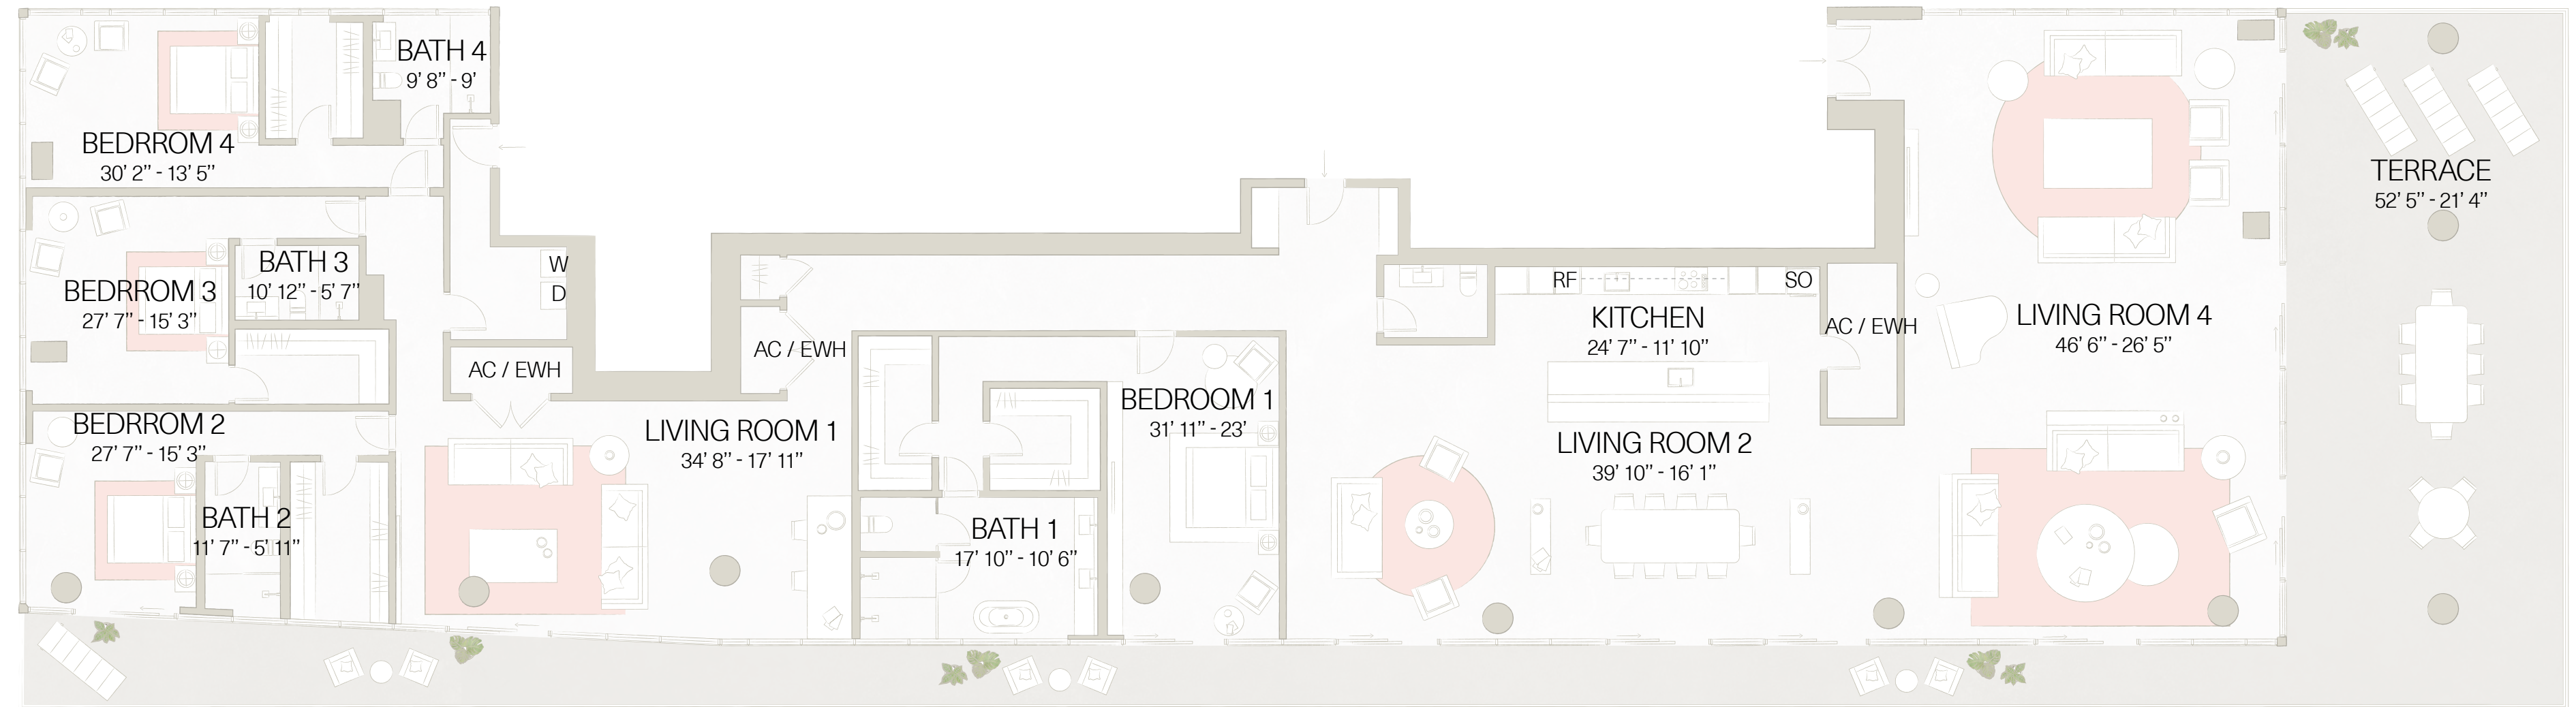 BATH 4
9' 8" - 9'
BEDRROM 4
30' 2" - 13' 5"
TERRACE
52' 5" - 21' 4"
BATH 3
10' 12" - 5' 7"
BEDRROM 3
27' 7" - 15' 3"
W
D
RF
SO
KITCHEN
24' 7" - 11' 10"
AC / EWH
LIVING ROOM 4
46' 6" - 26' 5"
AC / EWH
AC / EWH
BEDROOM 1
31' 11" - 23'
BEDRROM 2
27' 7" - 15' 3"
LIVING ROOM 1
34' 8" - 17' 11"
LIVING ROOM 2
39' 10" - 16' 1"
BATH 2
11' 7" - 5' 11"
BATH 1
17' 10" - 10' 6"